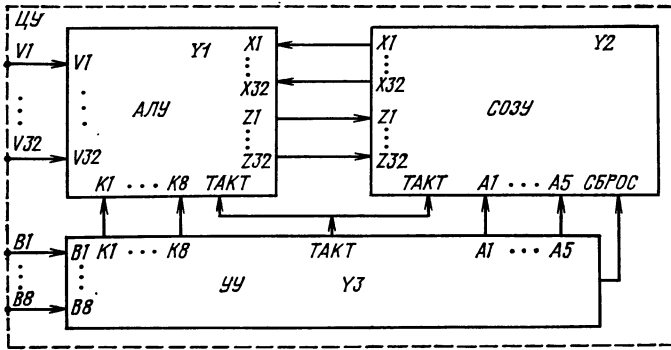 ЦУ
V1 V1 Y1 X1 X1 Y2
V32 V32 АЛУ X32 X32 СОЗУ
Z1 Z1
Z32 Z32
K1 ••• K8 ТАКТ ТАКТ A1 ••• A5 СБРОС
B1 B1 K1 ••• K8 ТАКТ A1 ••• A5
B8 B8 УУ Y3